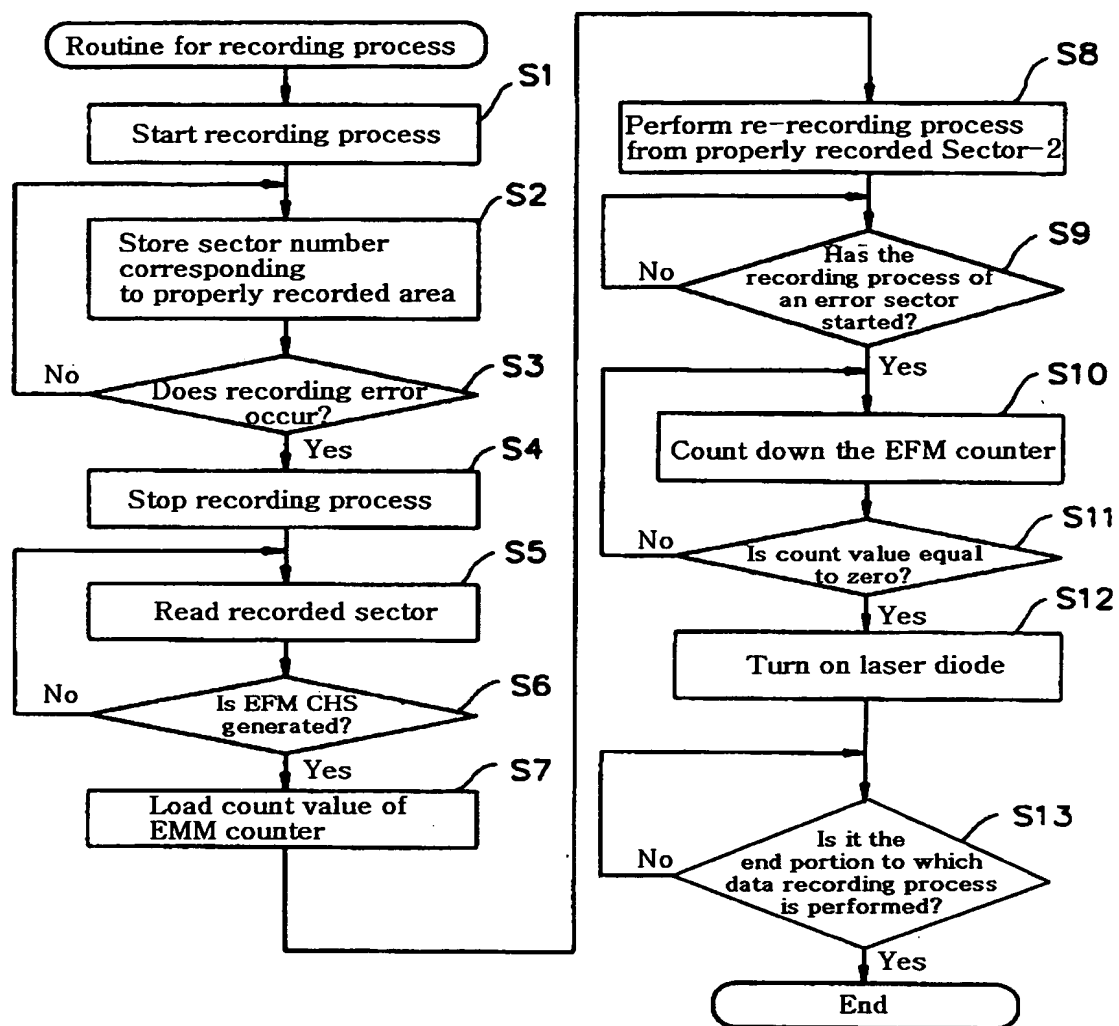 Routine for recording process
S1
Start recording process
S2
Store sector number
corresponding
to properly recorded area
S3
No
Does recording error
occur?
Yes
S4
Stop recording process
S5
Read recorded sector
S6
No
Is EFM CHS
generated?
Yes
S7
Load count value of
EMM counter
S8
Perform re-recording process
from properly recorded Sector-2
S9
No
Has the
recording process of
an error sector
started?
Yes
S10
Count down the EFM counter
S11
No
Is count value equal
to zero?
Yes
S12
Turn on laser diode
S13
No
Is it the
end portion to which
data recording process
is performed?
Yes
End